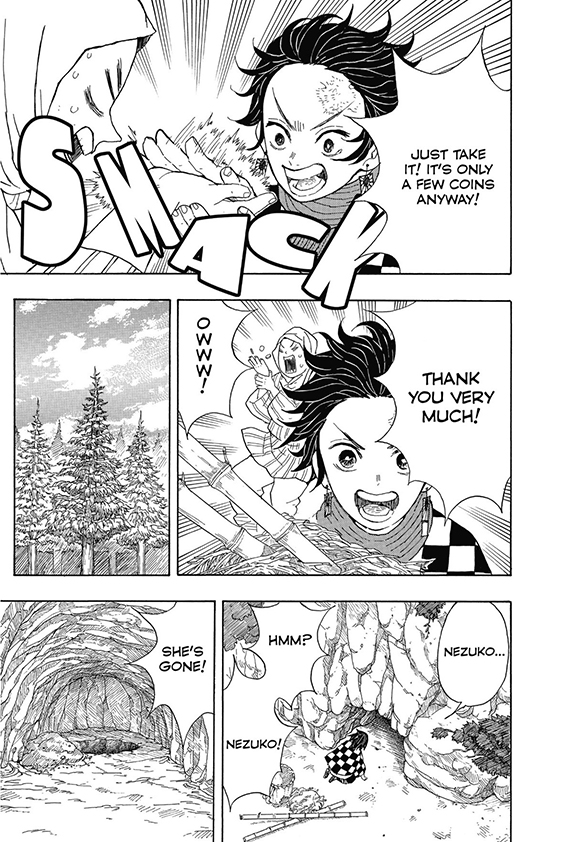 JUST TAKE
IT! IT'S ONLY
A FEW COINS
ANYWAY!
SMACK
THANK
YOU VERY
MUCH!
OWWW!
NEZUKO...
HMM?
NEZUKO!
SHE'S
GONE!